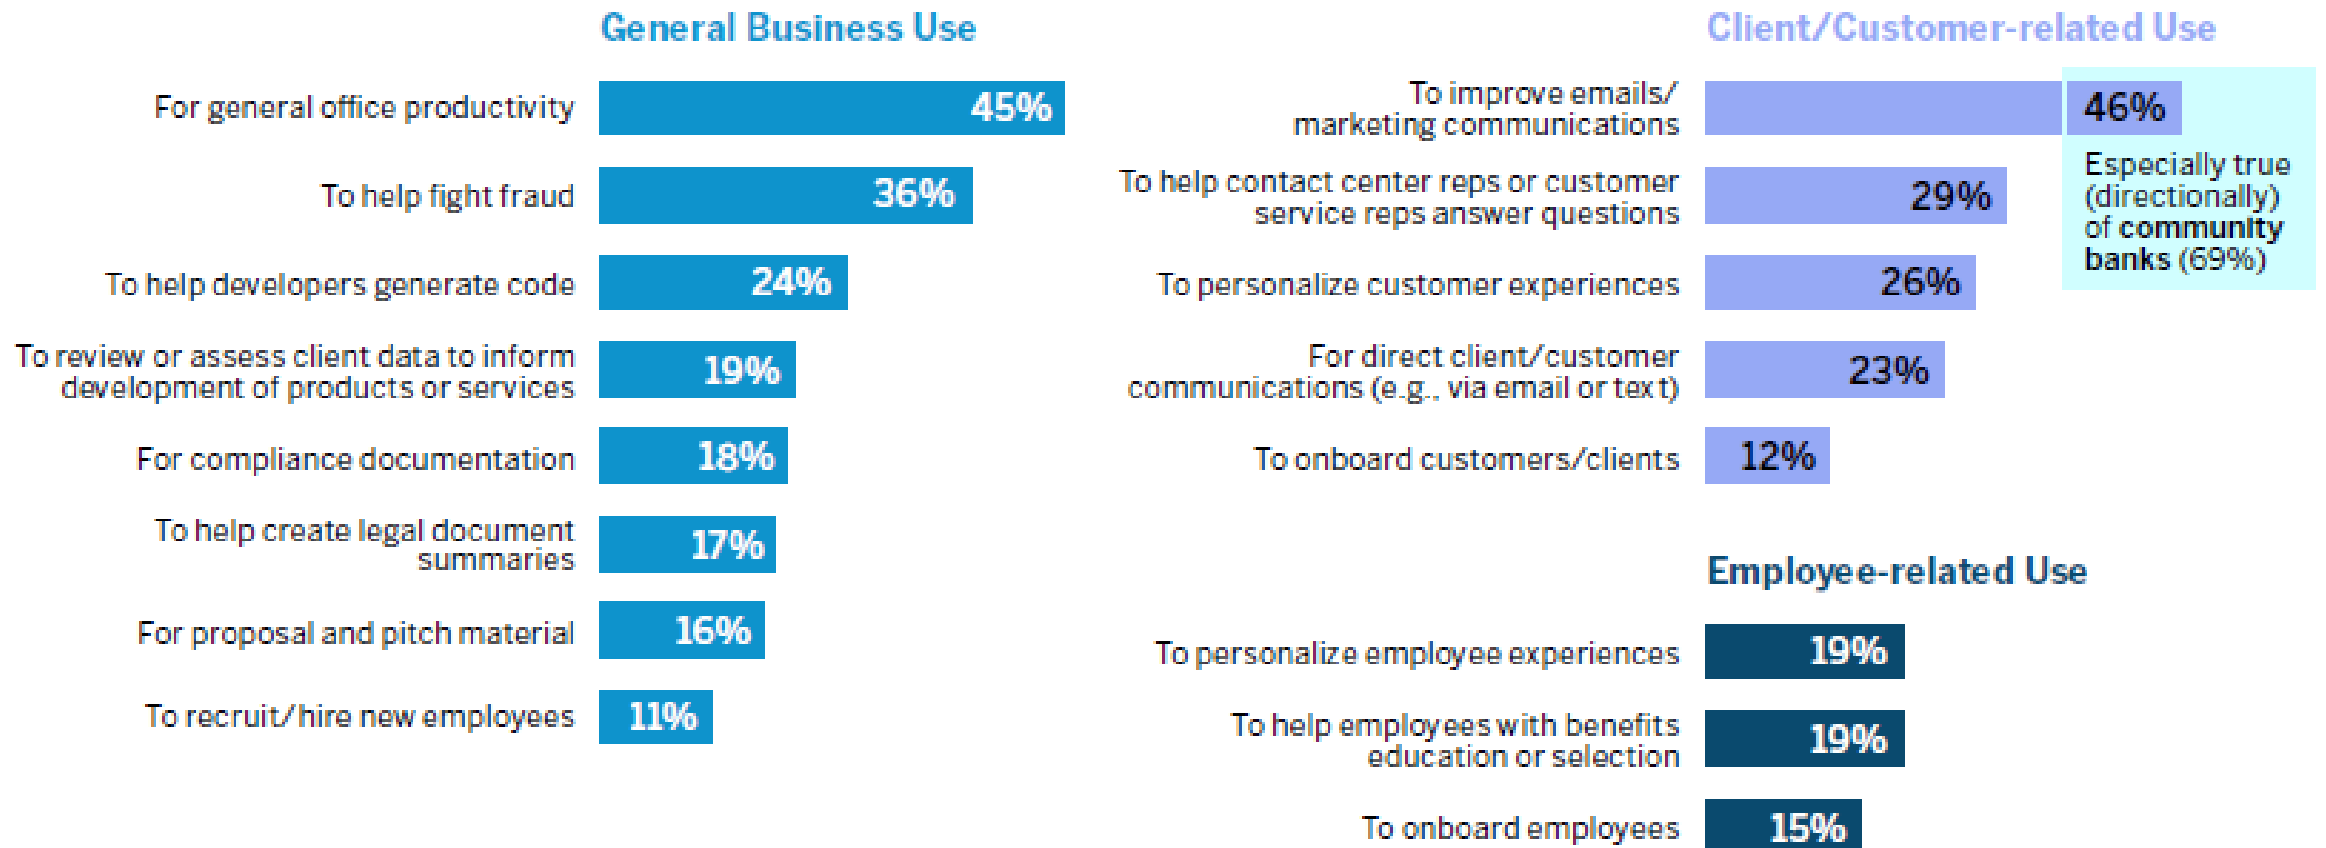 General Business Use
For general office productivity
45%
To help fight fraud
36%
To help developers generate code
24%
To review or assess client data to inform
development of products or services
19%
For compliance documentation
18%
To help create legal document
summaries
17%
For proposal and pitch material
16%
To recruit/hire new employees
11%
Client/Customer-related Use
To improve emails/
marketing communications
46%
Especially true
(directionally)
of community
banks (69%)
To help contact center reps or customer
service reps answer questions
29%
To personalize customer experiences
26%
For direct client/customer
communications (e.g., via email or text)
23%
To onboard customers/clients
12%
Employee-related Use
To personalize employee experiences
19%
To help employees with benefits
education or selection
19%
To onboard employees
15%